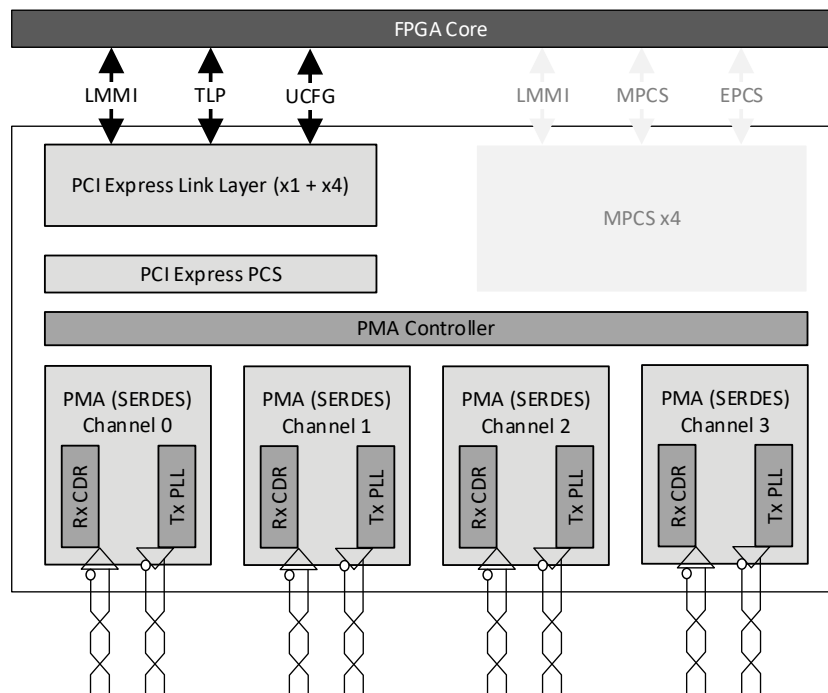 FPGA Core
LMMI TLP UCFG LMMI MPCS EPCS
PCI Express Link Layer (x1 + x4)
MPCS x4
PCI Express PCS
PMA Controller
PMA (SERDES)
Channel 0
Rx CDR
Tx PLL
PMA (SERDES)
Channel 1
Rx CDR
Tx PLL
PMA (SERDES)
Channel 2
Rx CDR
Tx PLL
PMA (SERDES)
Channel 3
Rx CDR
Tx PLL